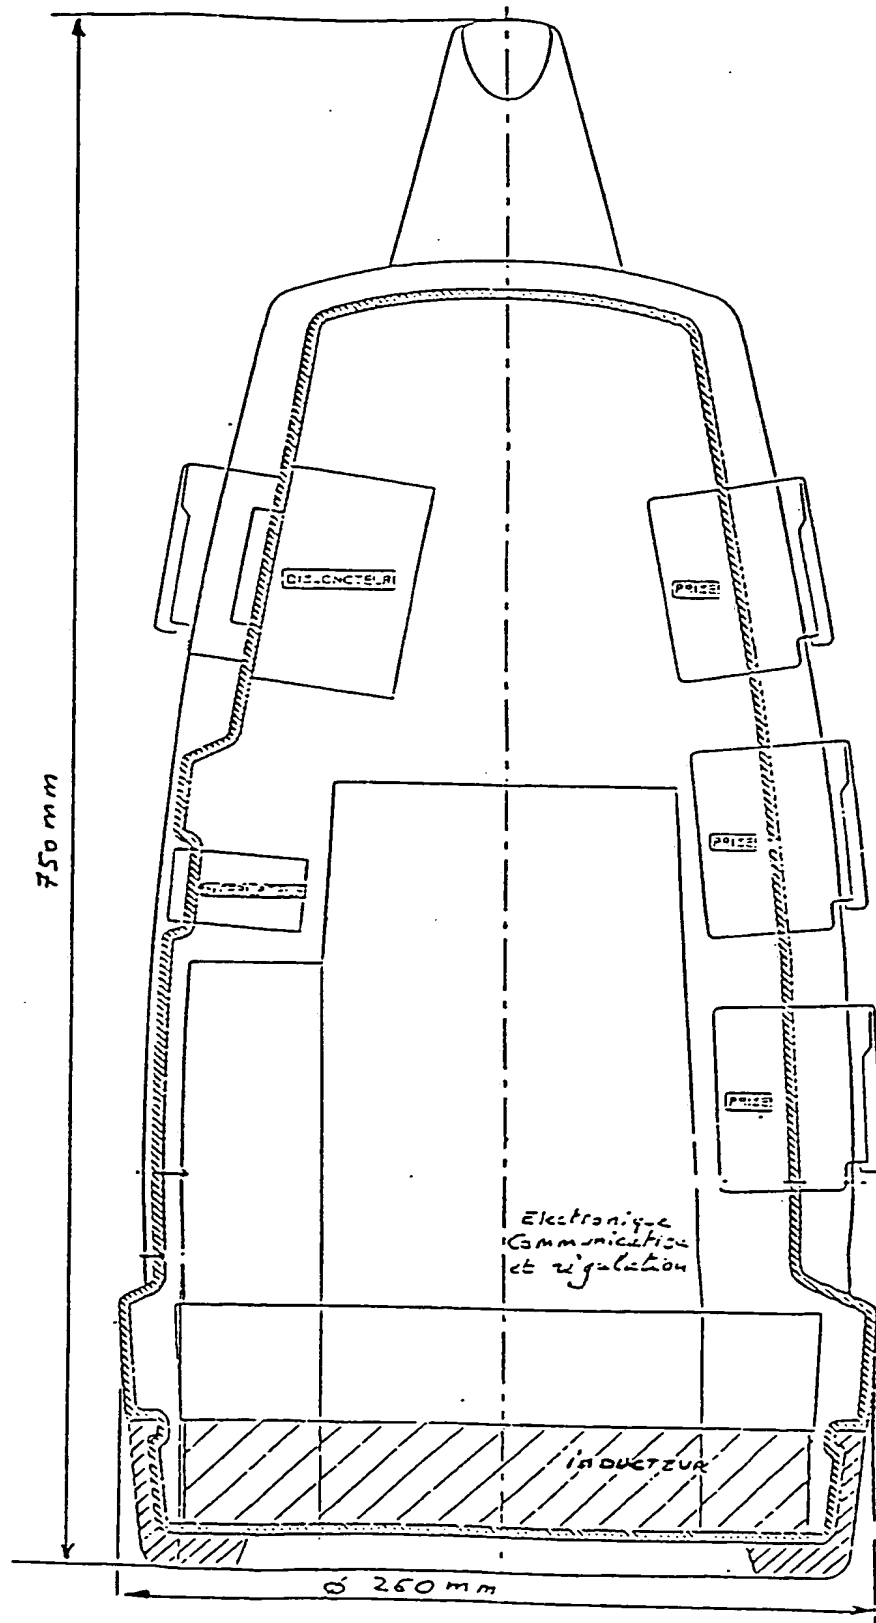 DISJONCTEUR
PRISE
750 mm
PRISE
PRISE
Electronique
Communication
et régulation
INDUCTEUR
ϕ 260 mm